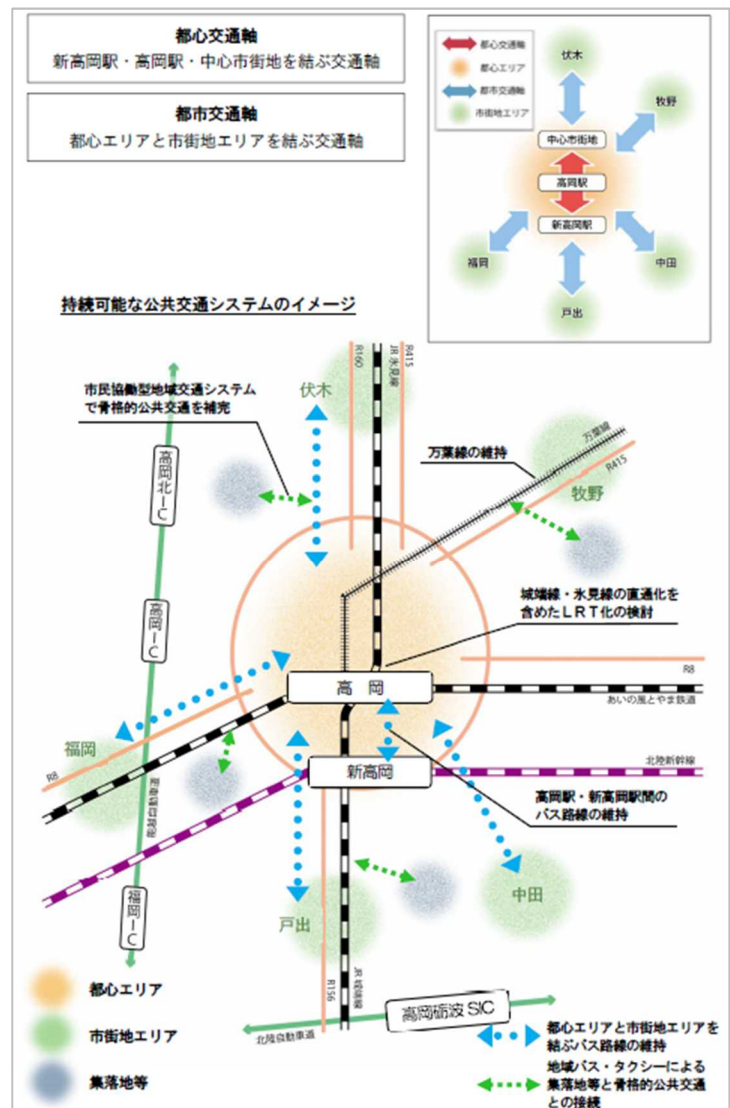 都心交通軸
新高岡駅・高岡駅・中心市街地を結ぶ交通軸
都市交通軸
都心エリアと市街地エリアを結ぶ交通軸
都心交通軸
都心エリア
都市交通軸
市街地エリア
伏木
牧野
中心市街地
高岡駅
新高岡駅
福岡
中田
戸出
持続可能な公共交通システムのイメージ
市民協働型地域交通システム
で骨格的公共交通を補完
伏木
R160
JR氷見線
R415
万葉線の維持
万葉線
R415
牧野
高岡北IC
高岡IC
城端線・氷見線の直通化を
含めたLRT化の検討
R8
高 岡
あいの風とやま鉄道
福岡
R8
新高岡
北陸新幹線
能越自動車道
高岡駅・新高岡駅間の
バス路線の維持
福岡IC
中田
戸出
R156
JR城端線
高岡砺波SIC
北陸自動車道
都心エリア
市街地エリア
集落地等
都心エリアと市街地エリアを
結ぶバス路線の維持
地域バス・タクシーによる
集落地等と骨格的公共交通
との接続